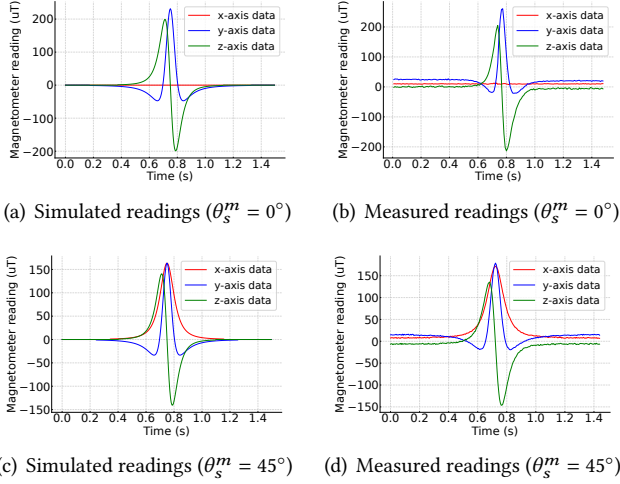 Magnetometer reading (uT)
200
100
0
−100
−200
0.0 0.2 0.4 0.6 0.8 1.0 1.2 1.4
Time (s)
x-axis data
y-axis data
z-axis data
(a) Simulated readings (θₛᵐ = 0°)
Magnetometer reading (uT)
200
100
0
−100
−200
0.0 0.2 0.4 0.6 0.8 1.0 1.2 1.4
Time (s)
x-axis data
y-axis data
z-axis data
(b) Measured readings (θₛᵐ = 0°)
Magnetometer reading (uT)
150
100
50
0
−50
−100
−150
0.0 0.2 0.4 0.6 0.8 1.0 1.2 1.4
Time (s)
x-axis data
y-axis data
z-axis data
(c) Simulated readings (θₛᵐ = 45°)
Magnetometer reading (uT)
150
100
50
0
−50
−100
−150
0.0 0.2 0.4 0.6 0.8 1.0 1.2 1.4
Time (s)
x-axis data
y-axis data
z-axis data
(d) Measured readings (θₛᵐ = 45°)